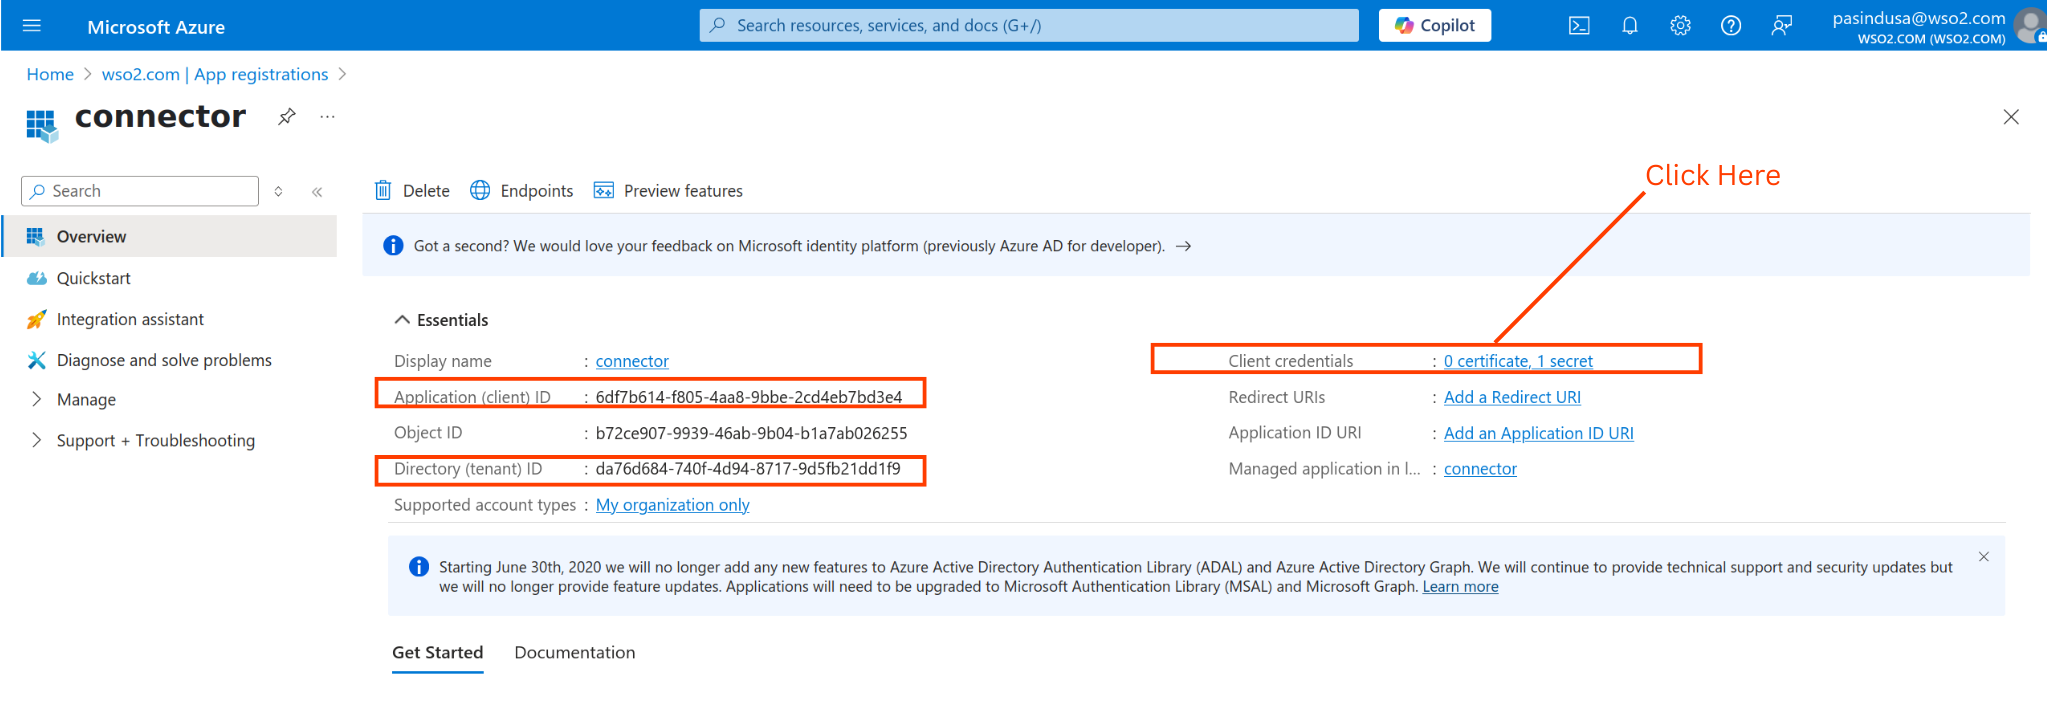 Microsoft Azure
Search resources, services, and docs (G+/)
Copilot
pasindusa@wso2.com
WSO2.COM (WSO2.COM)
Home > wso2.com | App registrations >
connector
Click Here
Search
Delete Endpoints Preview features
Overview
Got a second? We would love your feedback on Microsoft identity platform (previously Azure AD for developer). →
Quickstart
Integration assistant
Diagnose and solve problems
Manage
Support + Troubleshooting
Essentials
Display name : connector
Application (client) ID : 6df7b614-f805-4aa8-9bbe-2cd4eb7bd3e4
Object ID : b72ce907-9939-46ab-9b04-b1a7ab026255
Directory (tenant) ID : da76d684-740f-4d94-8717-9d5fb21dd1f9
Supported account types : My organization only
Client credentials : 0 certificate, 1 secret
Redirect URIs : Add a Redirect URI
Application ID URI : Add an Application ID URI
Managed application in l... : connector
Starting June 30th, 2020 we will no longer add any new features to Azure Active Directory Authentication Library (ADAL) and Azure Active Directory Graph. We will continue to provide technical support and security updates but
we will no longer provide feature updates. Applications will need to be upgraded to Microsoft Authentication Library (MSAL) and Microsoft Graph. Learn more
Get Started Documentation